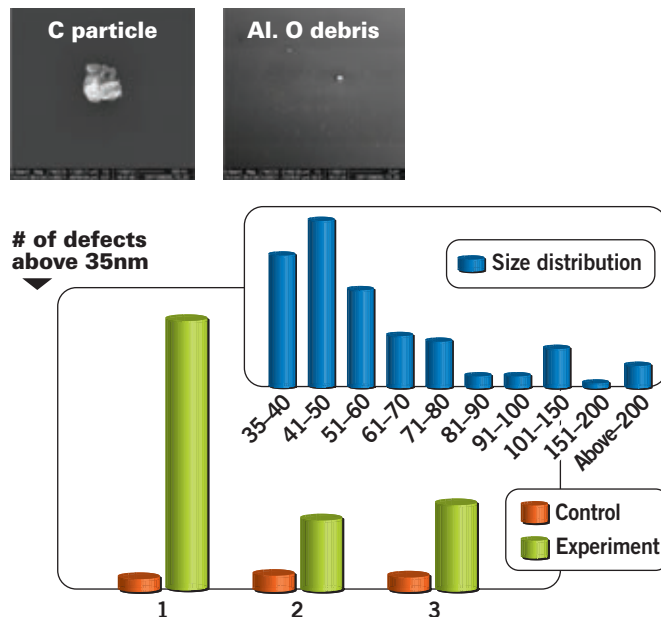 C particle
Al. O debris
# of defects
above 35nm
Size distribution
35–40
41–50
51–60
61–70
71–80
81–90
91–100
101–150
151–200
Above–200
Control
Experiment
1
2
3